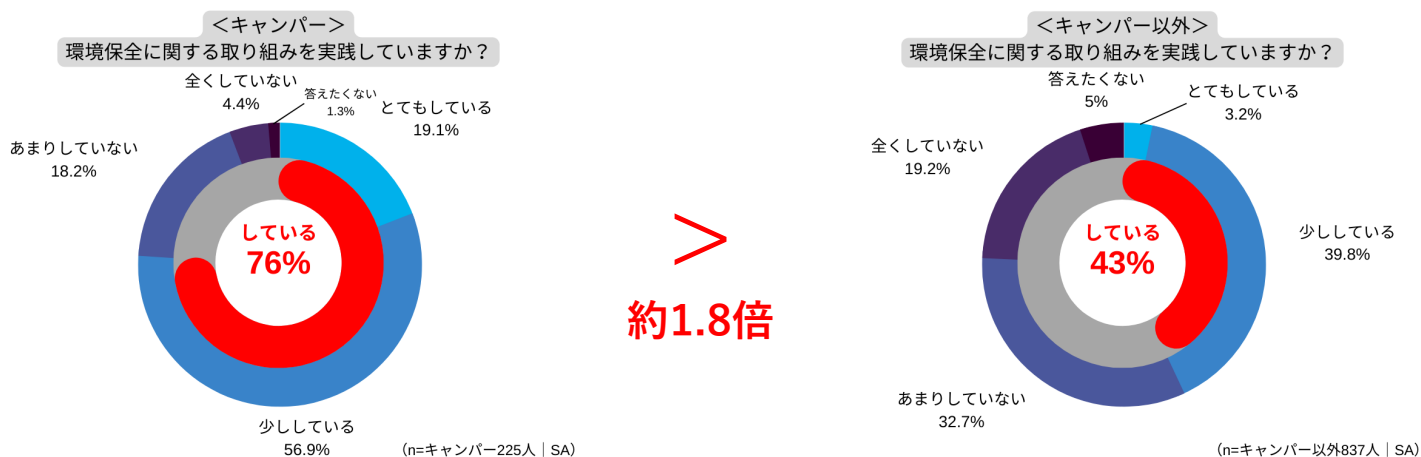 ＜キャンパー＞
環境保全に関する取り組みを実践していますか？
全くしていない
4.4%
答えたくない
1.3%
とてもしている
19.1%
あまりしていない
18.2%
している
76%
少ししている
56.9%
（n=キャンパー225人｜SA）
＞
約1.8倍
＜キャンパー以外＞
環境保全に関する取り組みを実践していますか？
答えたくない
5%
とてもしている
3.2%
全くしていない
19.2%
している
43%
少ししている
39.8%
あまりしていない
32.7%
（n=キャンパー以外837人｜SA）